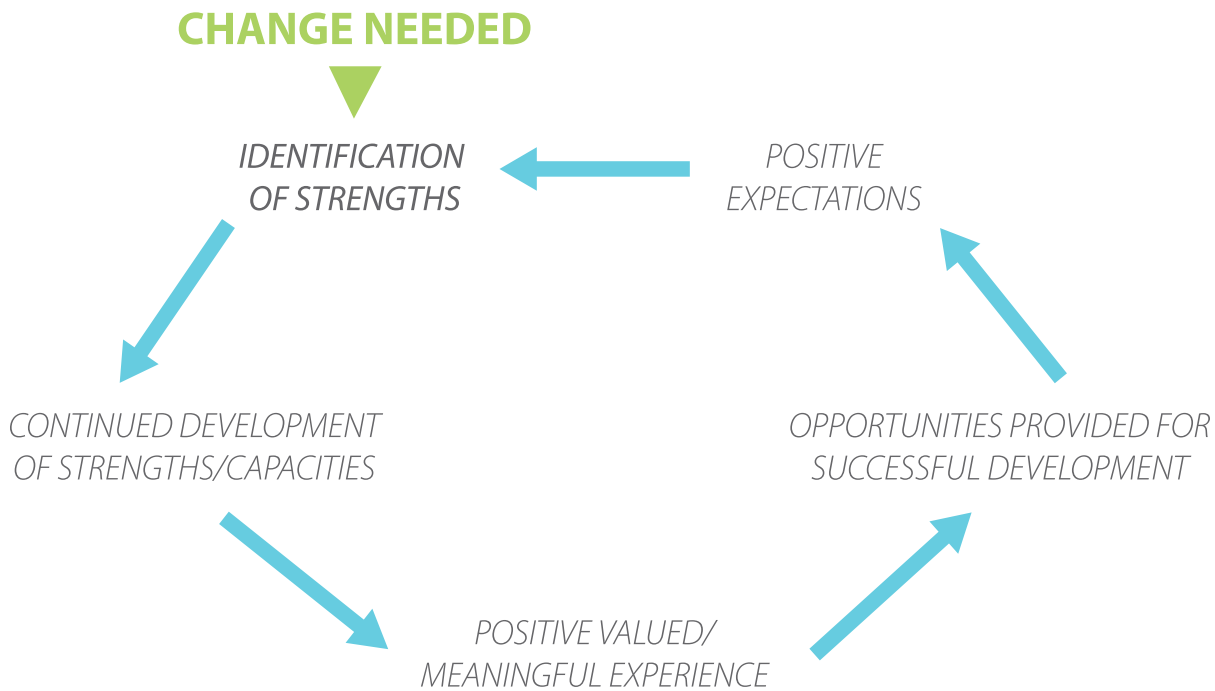 CHANGE NEEDED
IDENTIFICATION
OF STRENGTHS
POSITIVE
EXPECTATIONS
CONTINUED DEVELOPMENT
OF STRENGTHS/CAPACITIES
OPPORTUNITIES PROVIDED FOR
SUCCESSFUL DEVELOPMENT
POSITIVE VALUED/
MEANINGFUL EXPERIENCE